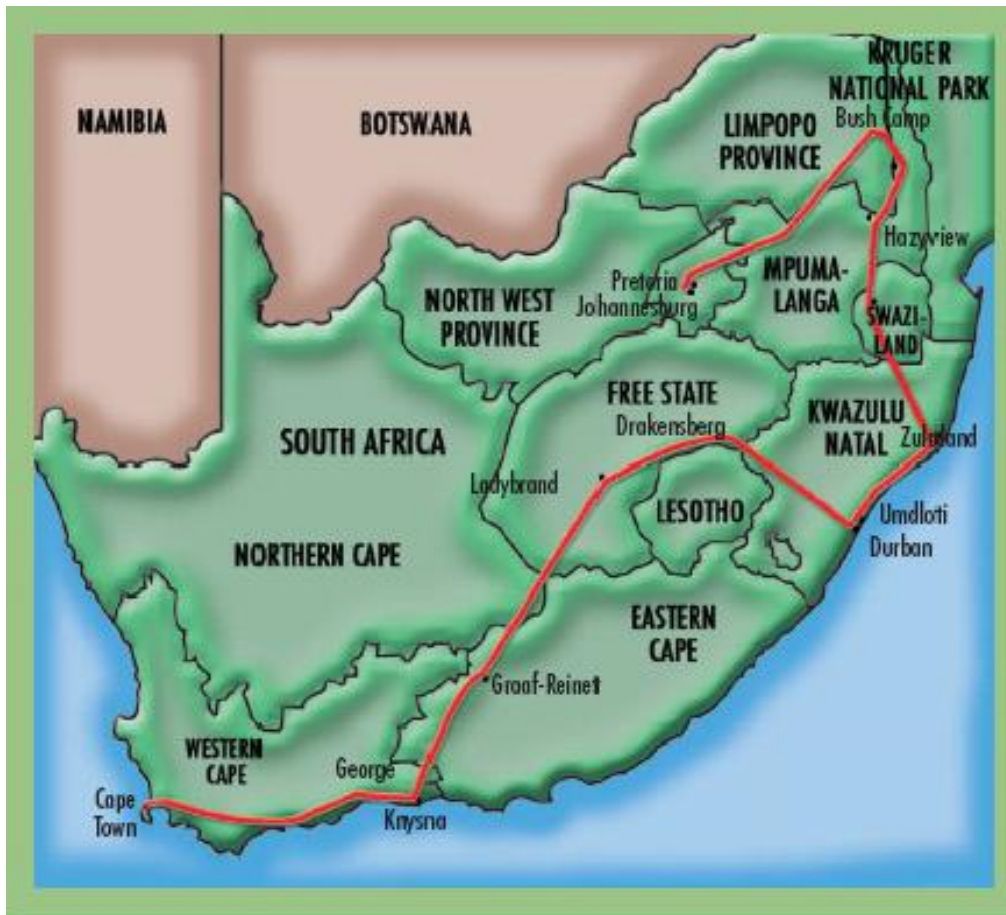 KRUGER
NATIONAL PARK
Bush Camp
NAMIBIA
BOTSWANA
LIMPOPO
PROVINCE
Hazyview
Pretoria
Johannesburg
MPUMA-
LANGA
NORTH WEST
PROVINCE
SWAZI-
LAND
FREE STATE
Drakensberg
KWAZULU
NATAL
Zululand
SOUTH AFRICA
Ladybrand
LESOTHO
Umdloti
Durban
NORTHERN CAPE
EASTERN
CAPE
Graaf-Reinett
WESTERN
CAPE
George
Cape
Town
Knysna